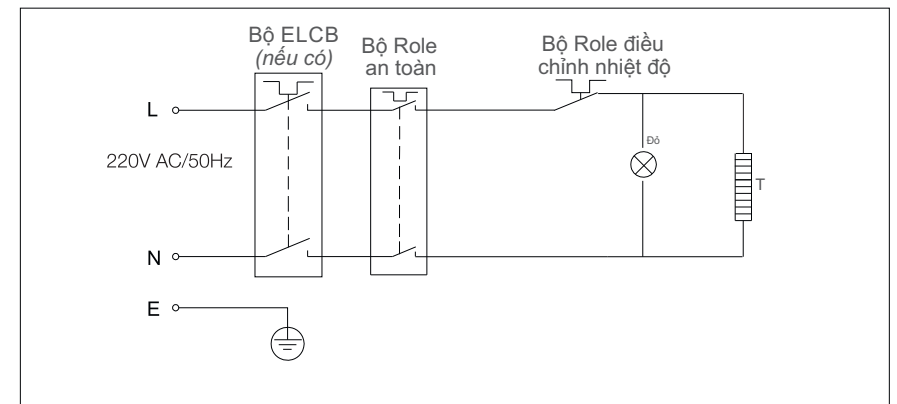 Bộ ELCB
(nếu có)
Bộ Role
an toàn
Bộ Role điều
chỉnh nhiệt độ
L
220V AC/50Hz
Đỏ
T
N
E